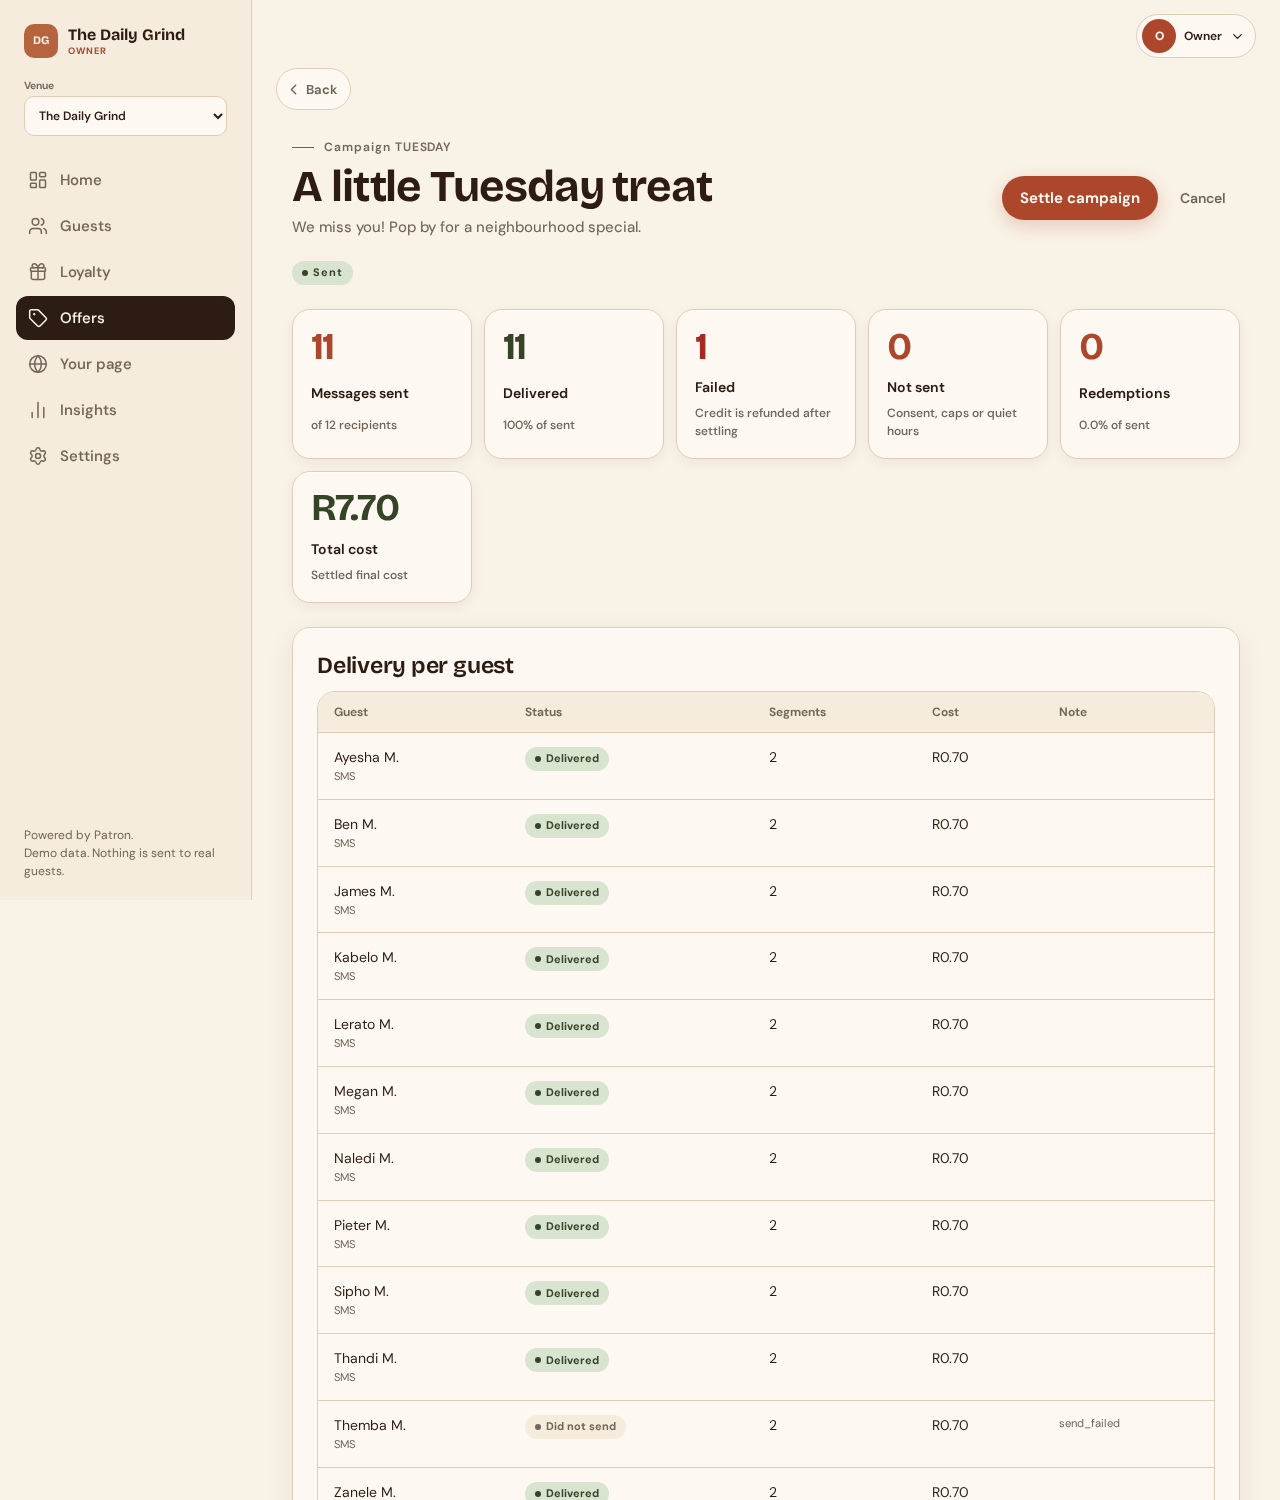 DG
The Daily Grind
OWNER
Venue
The Daily Grind
Home
Guests
Loyalty
Offers
Your page
Insights
Settings
Powered by Patron.
Demo data. Nothing is sent to real
guests.
O
Owner
Back
Campaign TUESDAY
A little Tuesday treat
We miss you! Pop by for a neighbourhood special.
Settle campaign
Cancel
Sent
11
Messages sent
of 12 recipients
11
Delivered
100% of sent
1
Failed
Credit is refunded after
settling
0
Not sent
Consent, caps or quiet
hours
0
Redemptions
0.0% of sent
R7.70
Total cost
Settled final cost
Delivery per guest
Guest Status Segments Cost Note
Ayesha M. Delivered 2 R0.70
SMS
Ben M. Delivered 2 R0.70
SMS
James M. Delivered 2 R0.70
SMS
Kabelo M. Delivered 2 R0.70
SMS
Lerato M. Delivered 2 R0.70
SMS
Megan M. Delivered 2 R0.70
SMS
Naledi M. Delivered 2 R0.70
SMS
Pieter M. Delivered 2 R0.70
SMS
Sipho M. Delivered 2 R0.70
SMS
Thandi M. Delivered 2 R0.70
SMS
Themba M. Did not send 2 R0.70 send_failed
SMS
Zanele M. Delivered 2 R0.70